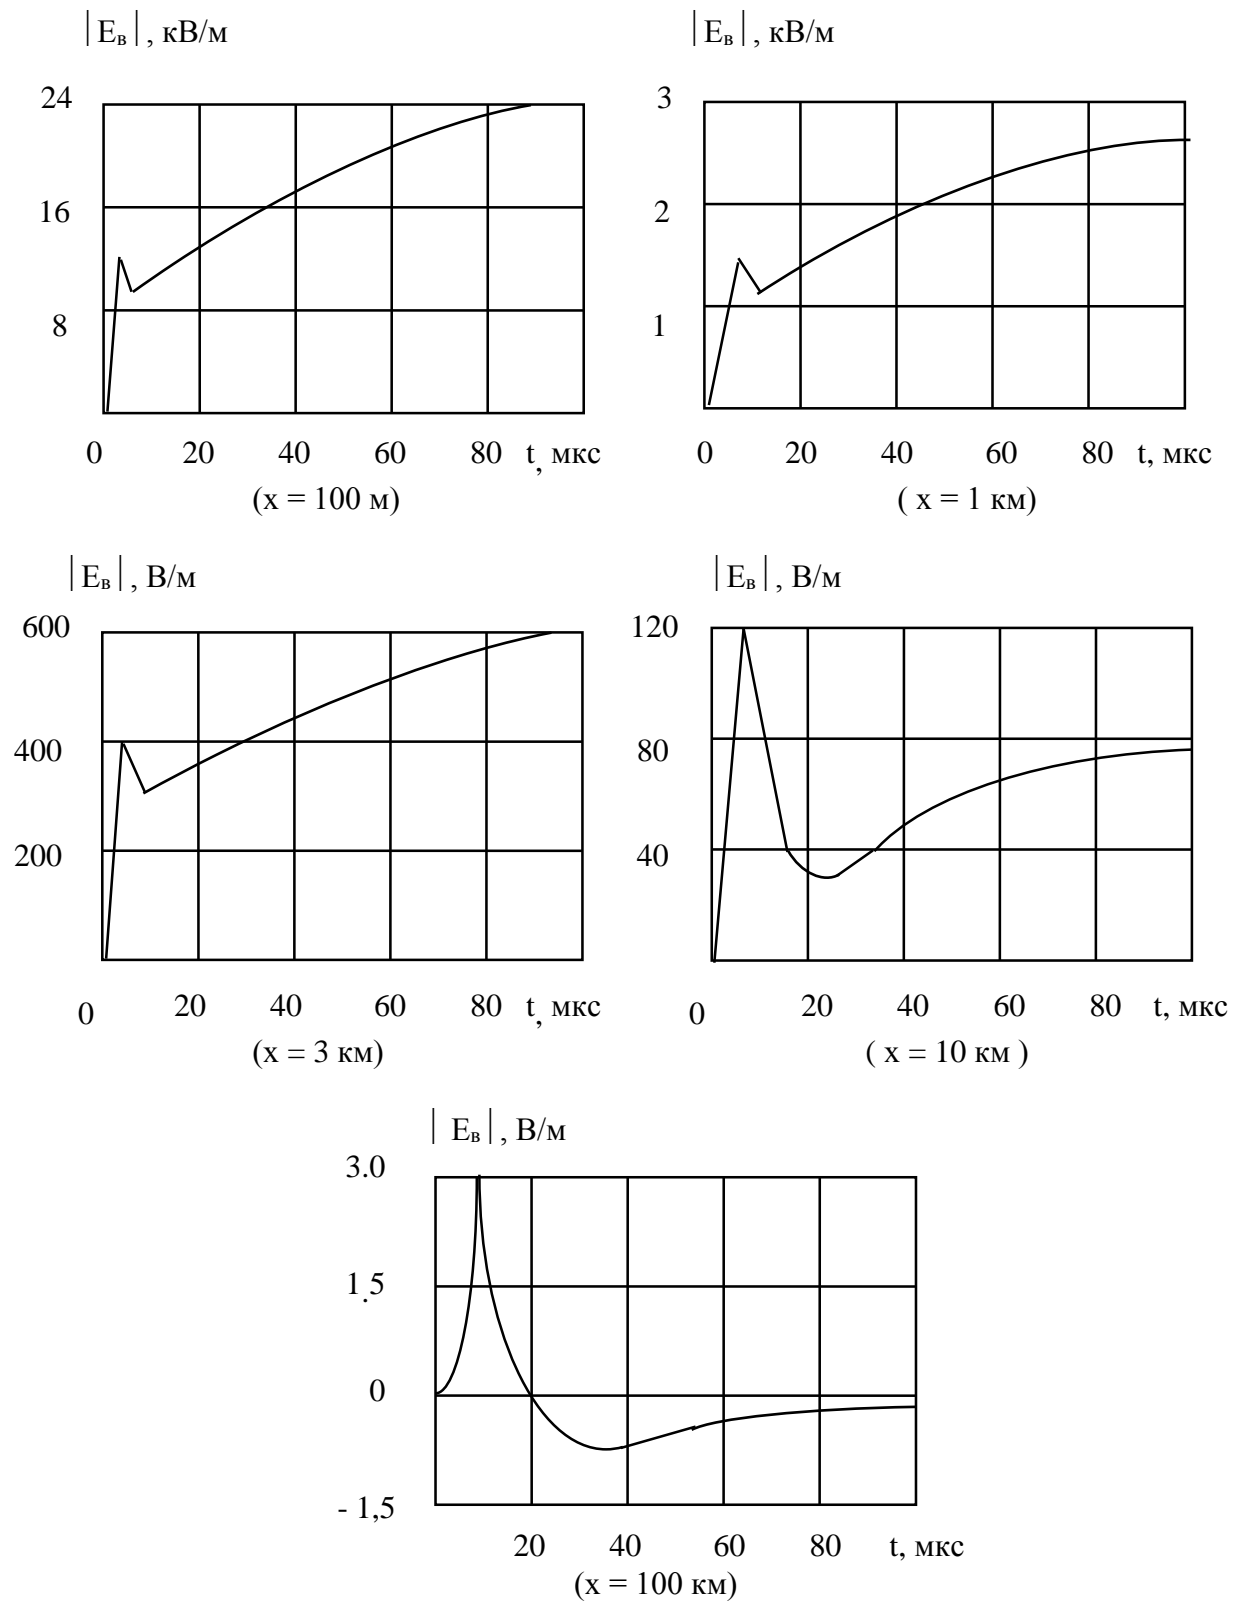 |Eв|, кВ/м
24
16
8
0 20 40 60 80 t, мкс
(x = 100 м)
|Eв|, кВ/м
3
2
1
0 20 40 60 80 t, мкс
( x = 1 км)
|Eв|, В/м
600
400
200
0 20 40 60 80 t, мкс
(x = 3 км)
|Eв|, В/м
120
80
40
0 20 40 60 80 t, мкс
( x = 10 км )
| Eв|, В/м
3.0
1.5
0
- 1,5
20 40 60 80 t, мкс
(x = 100 км)